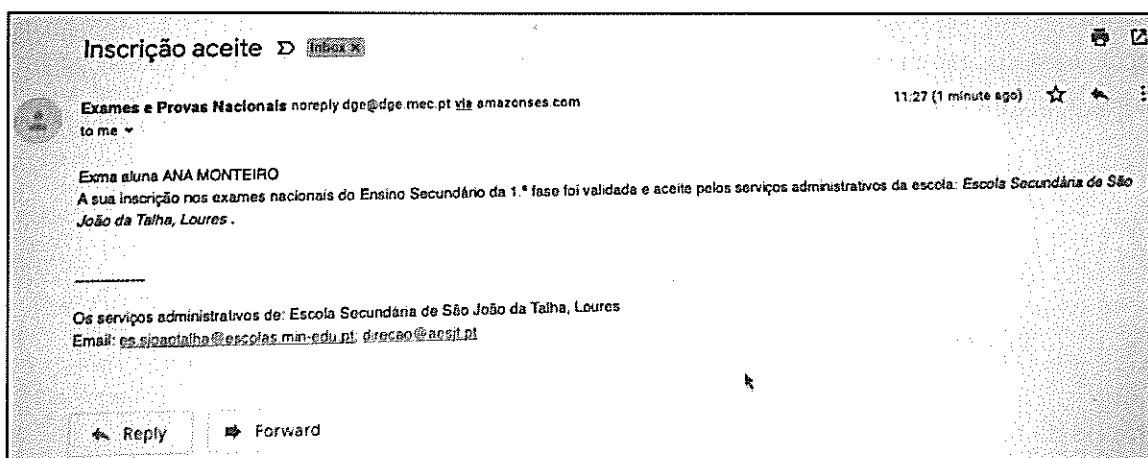 Inscrição aceite Inbox x
Exames e Provas Nacionais noreply dge@dge.mec.pt via amazonses.com
11:27 (1 minute ago)
to me
Exma aluna ANA MONTEIRO
A sua inscrição nos exames nacionais do Ensino Secundário da 1.ª fase foi validada e aceite pelos serviços administrativos da escola: Escola Secundária de São
João da Talha, Loures .
Os serviços administrativos de: Escola Secundária de São João da Talha, Loures
Email: es.sjoaotalha@escolas.min-edu.pt; direcao@aesjt.pt
Reply
Forward